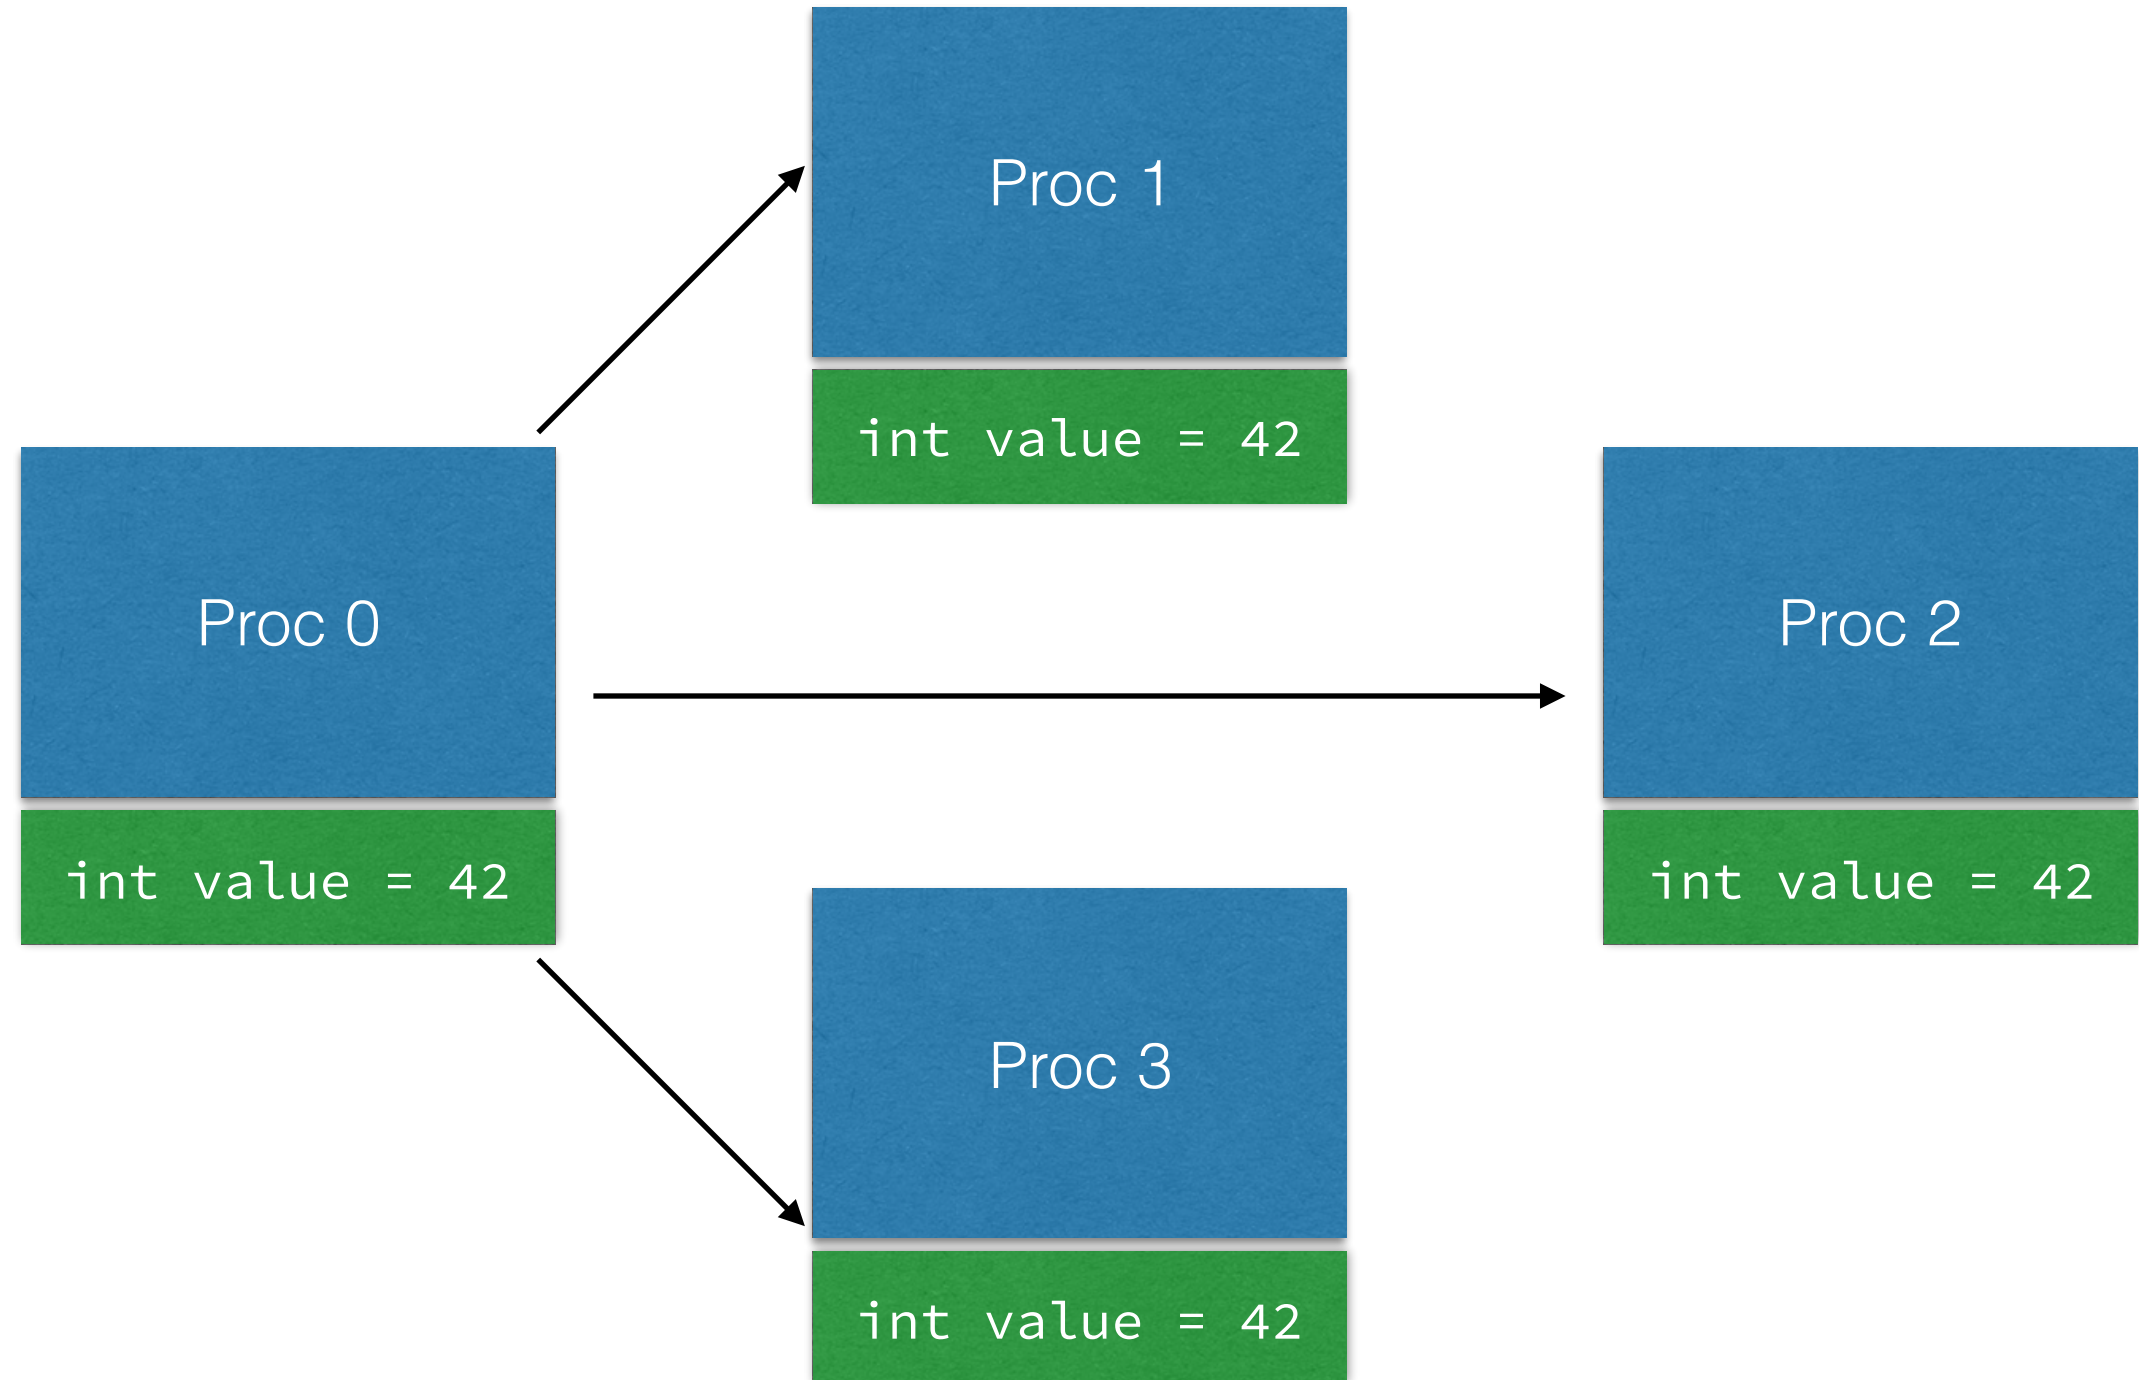 Proc 1
int value = 42
Proc 0
int value = 42
Proc 2
int value = 42
Proc 3
int value = 42